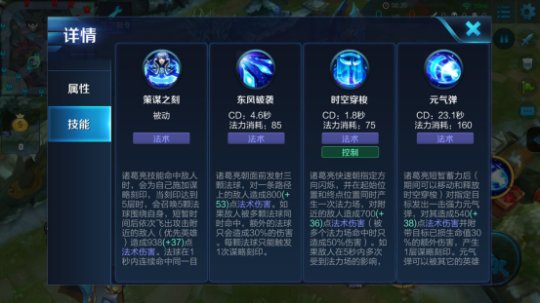 详情
属性
技能
策谋之刻
被动
法术
诸葛亮技能命中敌人
时，会为自己施加谋
略刻印，当刻印达到
5层时，会召唤5颗法
球围绕自身，短暂时
间后依次飞出攻击附
近的敌人（优先英雄
）造成938(+37)点
法术伤害。法球在1
秒内连续命中同一目
东风破袭
CD：4.6秒
法力消耗：85
法术
诸葛亮朝面前发射三
颗法球，对一条路径
上的敌人造成800(+
53)点法术伤害。如
果敌人被多颗法球同
时命中，额外的法球
只会造成30%的伤害
。每颗法球只能触发
1次谋略刻印。
时空穿梭
CD：1.8秒
法力消耗：75
法术
控制
诸葛亮快速朝指定方
向闪烁，并在起始位
置和终点位置同时产
生一次法力场，对附
近的敌人造成700(+
36)点法术伤害（被
多个法力场命中时只
造成50%伤害）。如
果敌人在5秒内多次
受到法力场的影响，
元气弹
CD：23.1秒
法力消耗：160
法术
诸葛亮短暂蓄力后（
期间可以移动和释放
时空穿梭）对指定目
标发出一击强力元气
弹，对其造成540(+
38)点法术伤害并附
带目标已损生命值30
%的额外伤害，产生
1层谋略刻印。元气
弹可以被其它的英雄